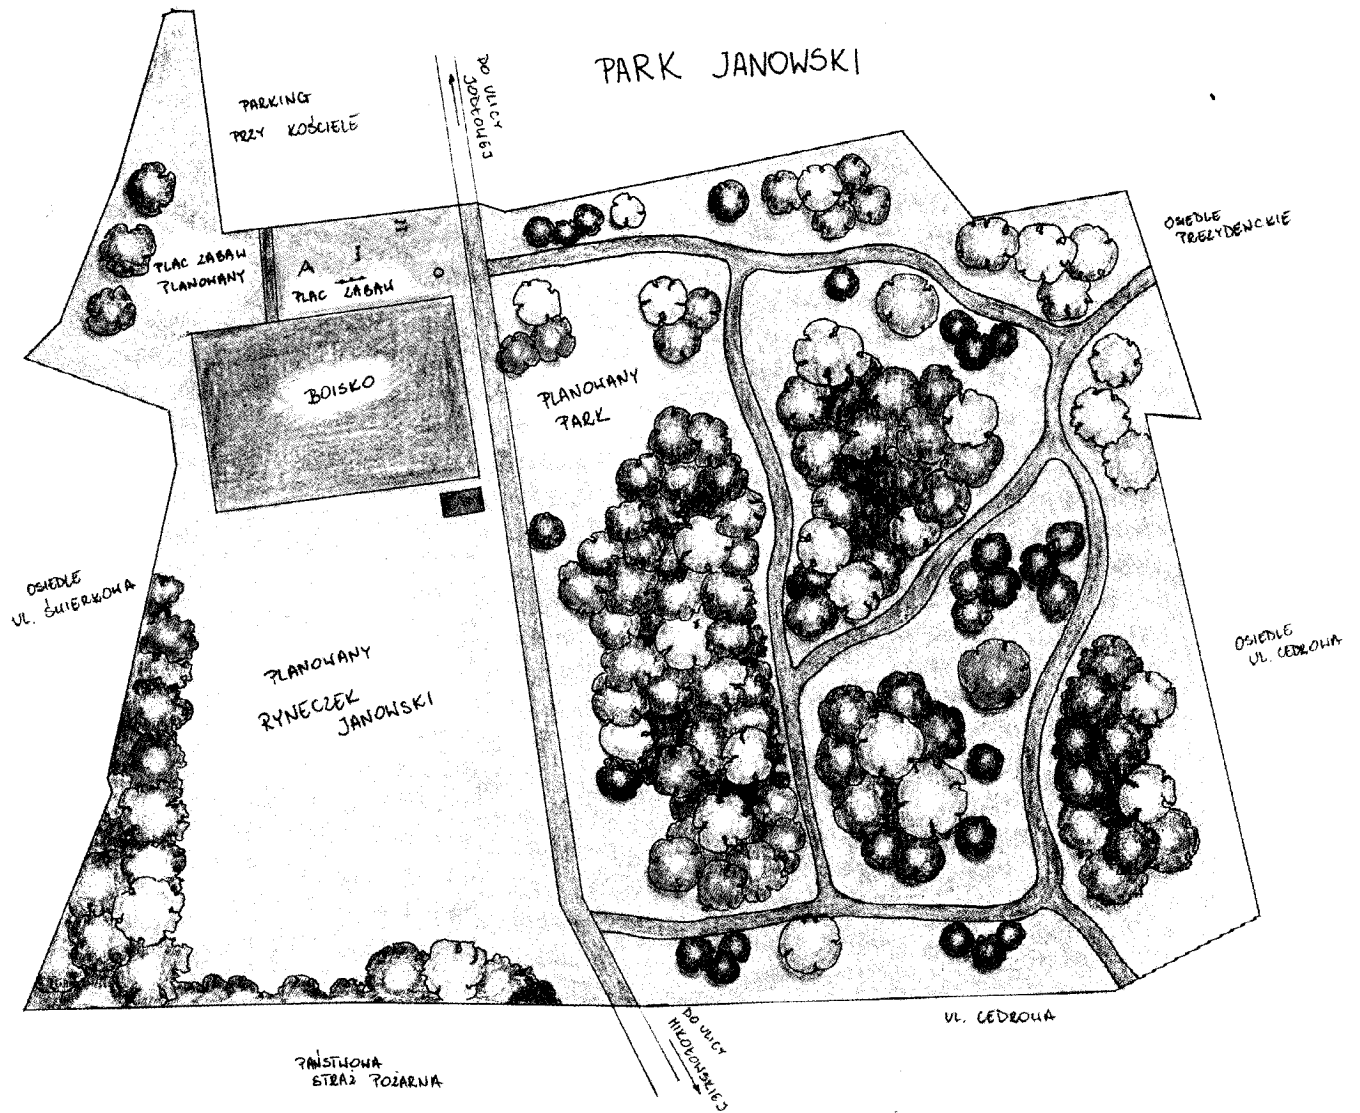 PARK JANOWSKI
PARKING
PRZY KOŚCIELE
DO ULICY
JODŁOWEJ
OSIEDLE
PREZYDENCKIE
PLAC ZABAW
PLANOWANY
PLAC ZABAW
BOISKO
PLANOWANY
PARK
OSIEDLE
UL. ŚWIERKOWA
PLANOWANY
RYNECZEK
JANOWSKI
OSIEDLE
UL. CEDROWA
UL. CEDROWA
DO ULICY
MIKOŁOWSKIEJ
PAŃSTWOWA
STRAŻ POŻARNA